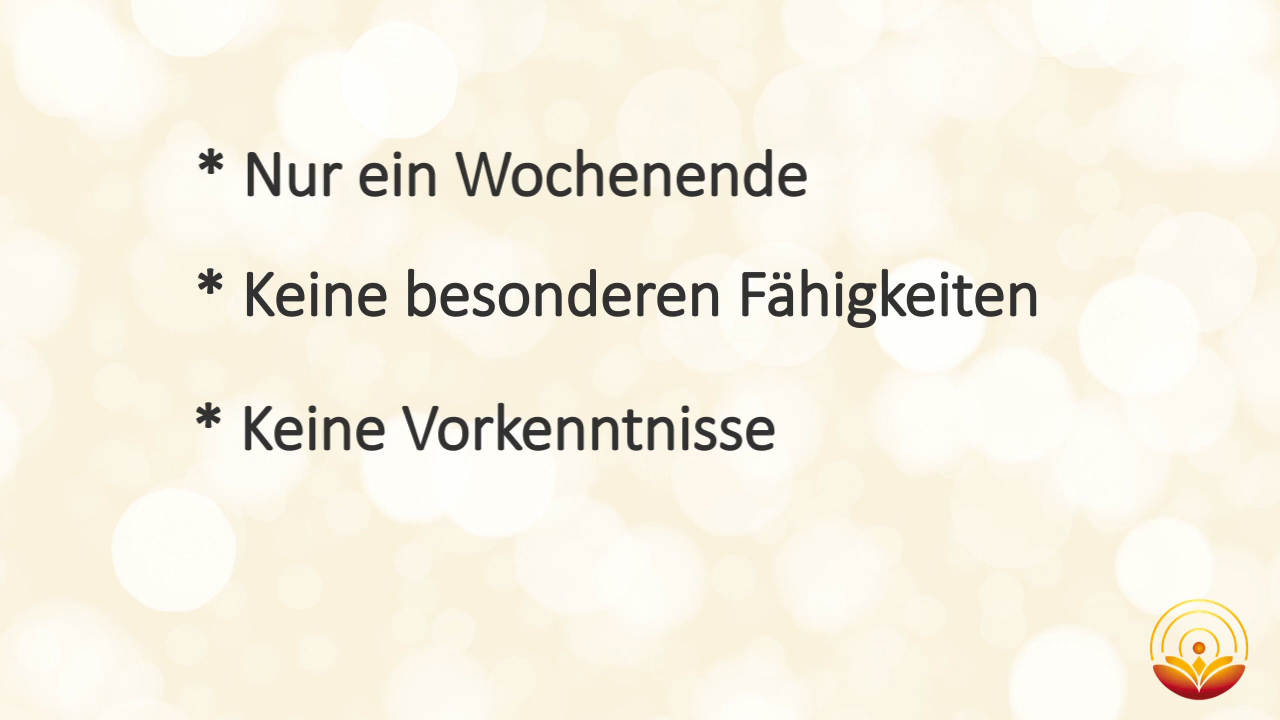 * Nur ein Wochenende
* Keine besonderen Fähigkeiten
* Keine Vorkenntnisse